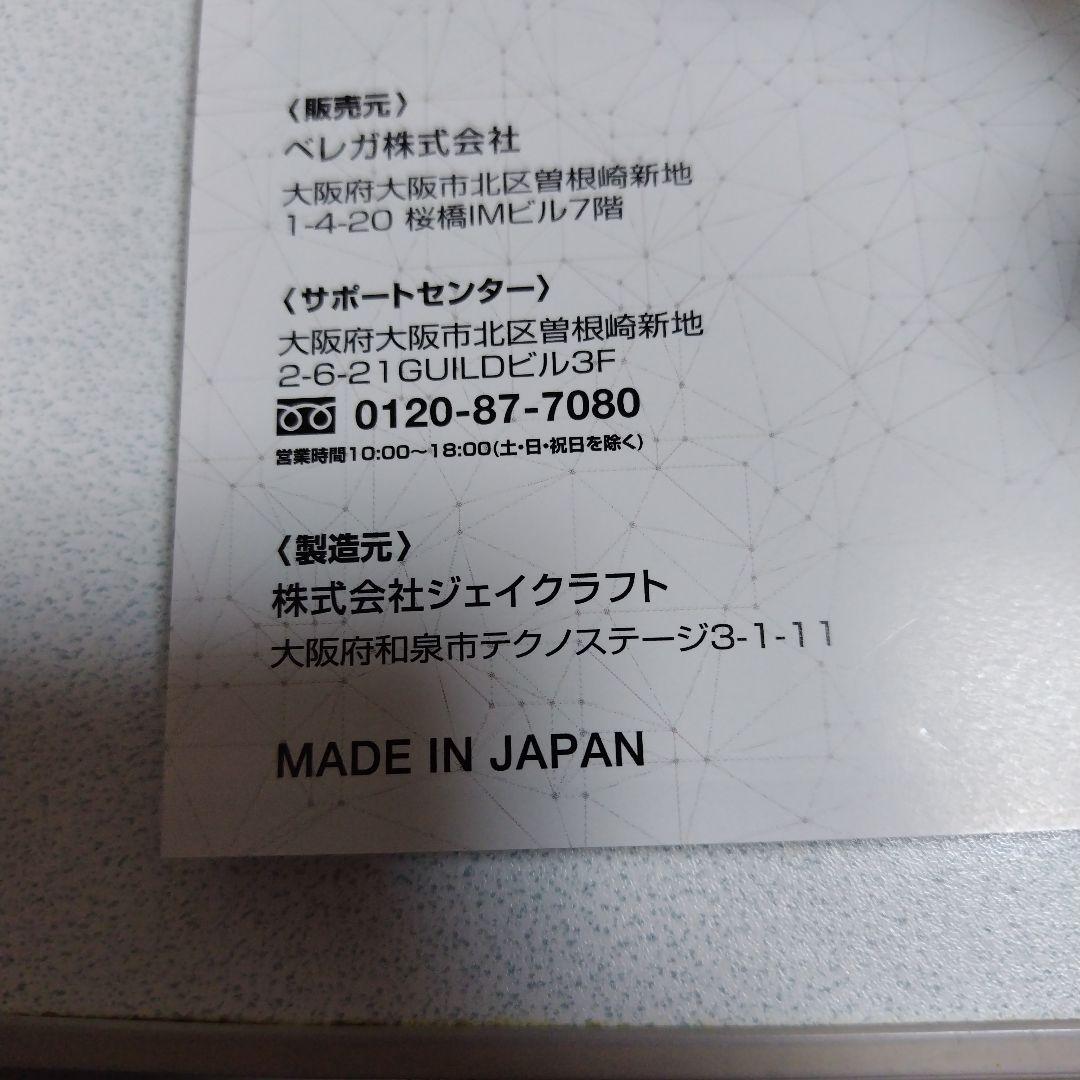 〈販売元〉
ベレガ株式会社
大阪府大阪市北区曽根崎新地
1-4-20 桜橋IMビル7階
〈サポートセンター〉
大阪府大阪市北区曽根崎新地
2-6-21GUILDビル3F
0120-87-7080
営業時間10:00〜18:00(土・日・祝日を除く)
〈製造元〉
株式会社ジェイクラフト
大阪府和泉市テクノステージ3-1-11
MADE IN JAPAN